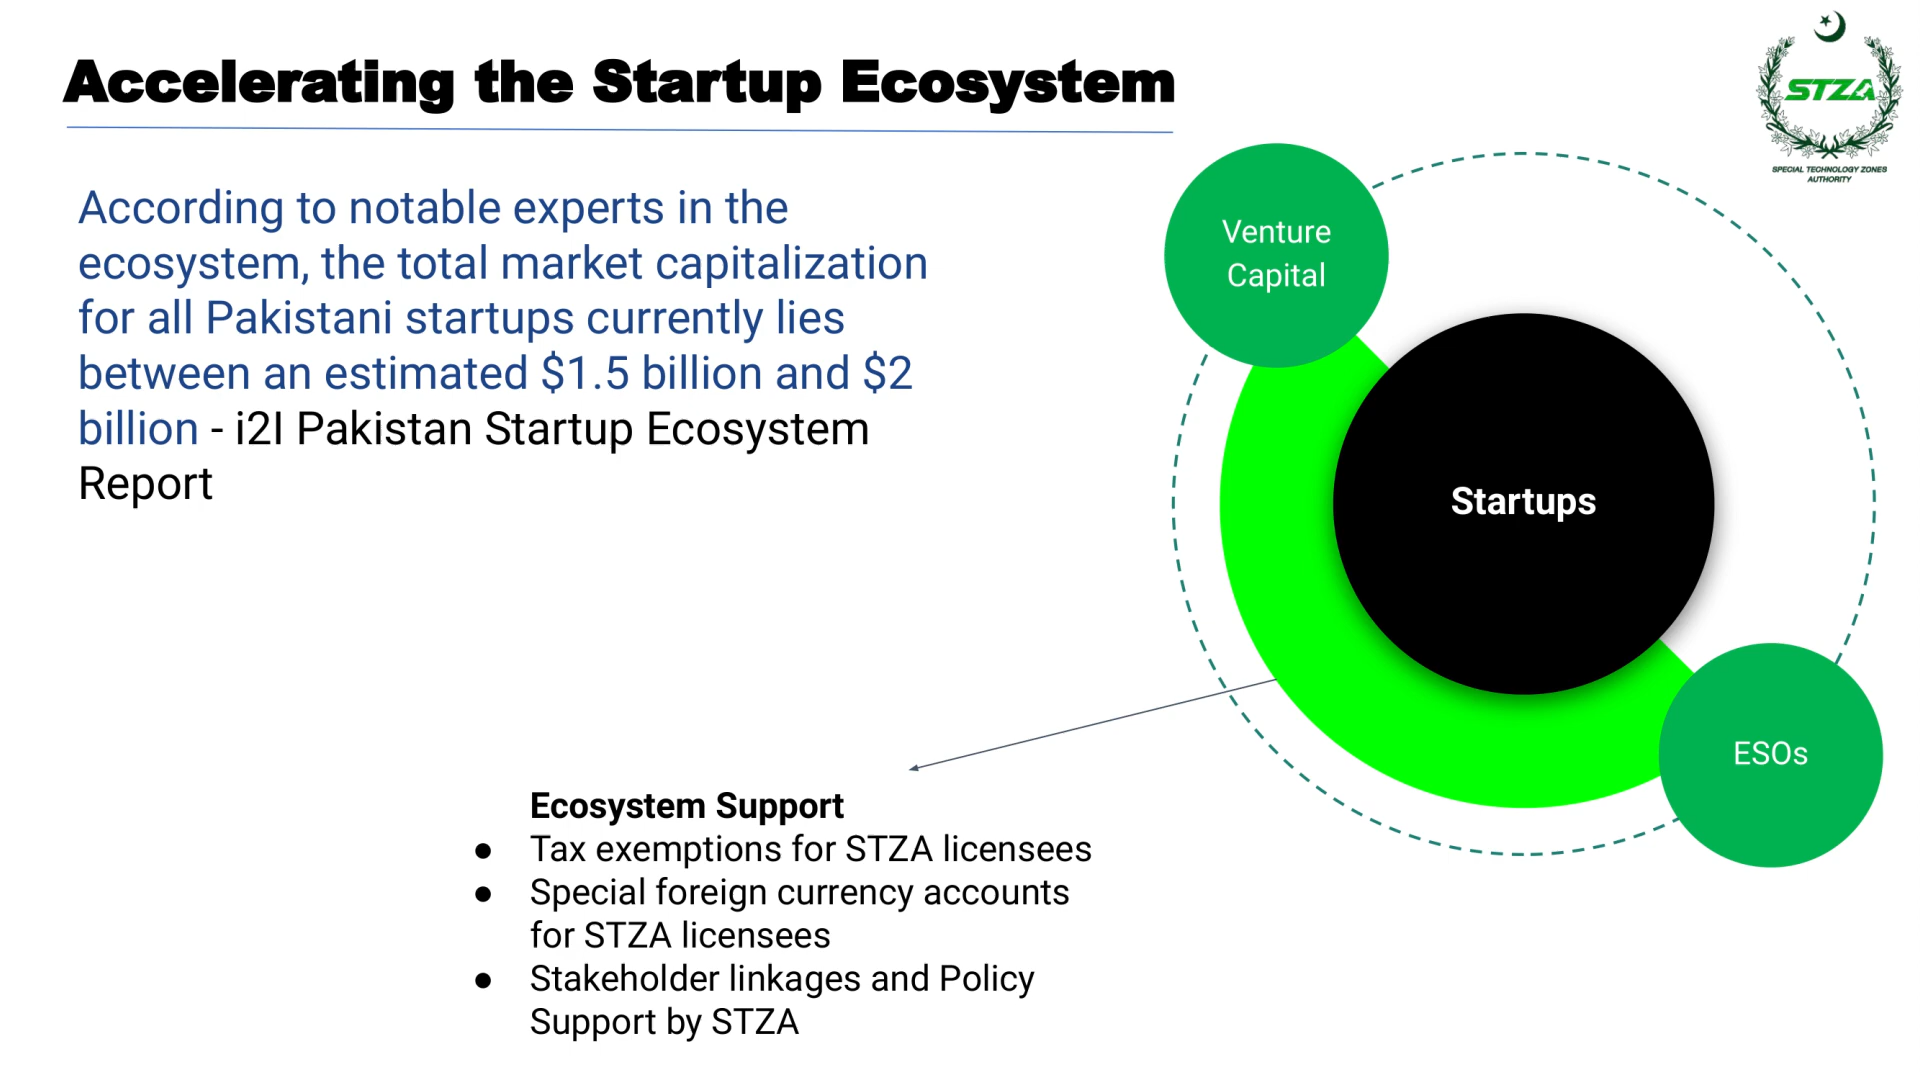 Accelerating the Startup Ecosystem
STZA
SPECIAL TECHNOLOGY ZONES
AUTHORITY
According to notable experts in the
ecosystem, the total market capitalization
for all Pakistani startups currently lies
between an estimated $1.5 billion and $2
billion - i2I Pakistan Startup Ecosystem
Report
Venture
Capital
Startups
ESOs
Ecosystem Support
● Tax exemptions for STZA licensees
● Special foreign currency accounts
for STZA licensees
● Stakeholder linkages and Policy
Support by STZA